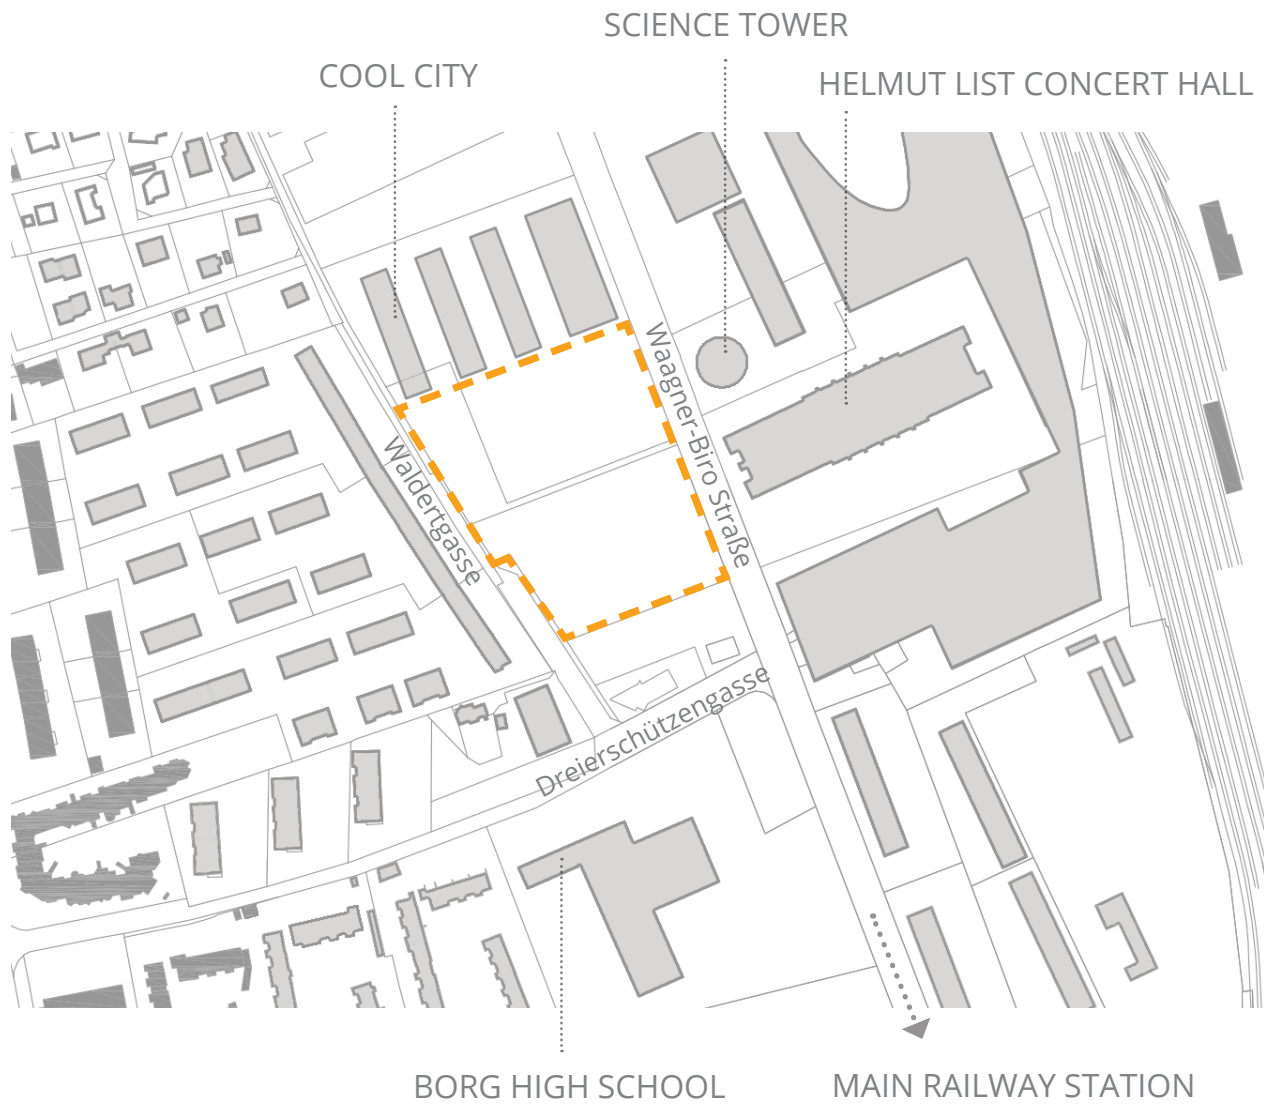 SCIENCE TOWER
COOL CITY
HELMUT LIST CONCERT HALL
Waagner-Biro Straße
Waldertgasse
Dreierschützengasse
BORG HIGH SCHOOL
MAIN RAILWAY STATION